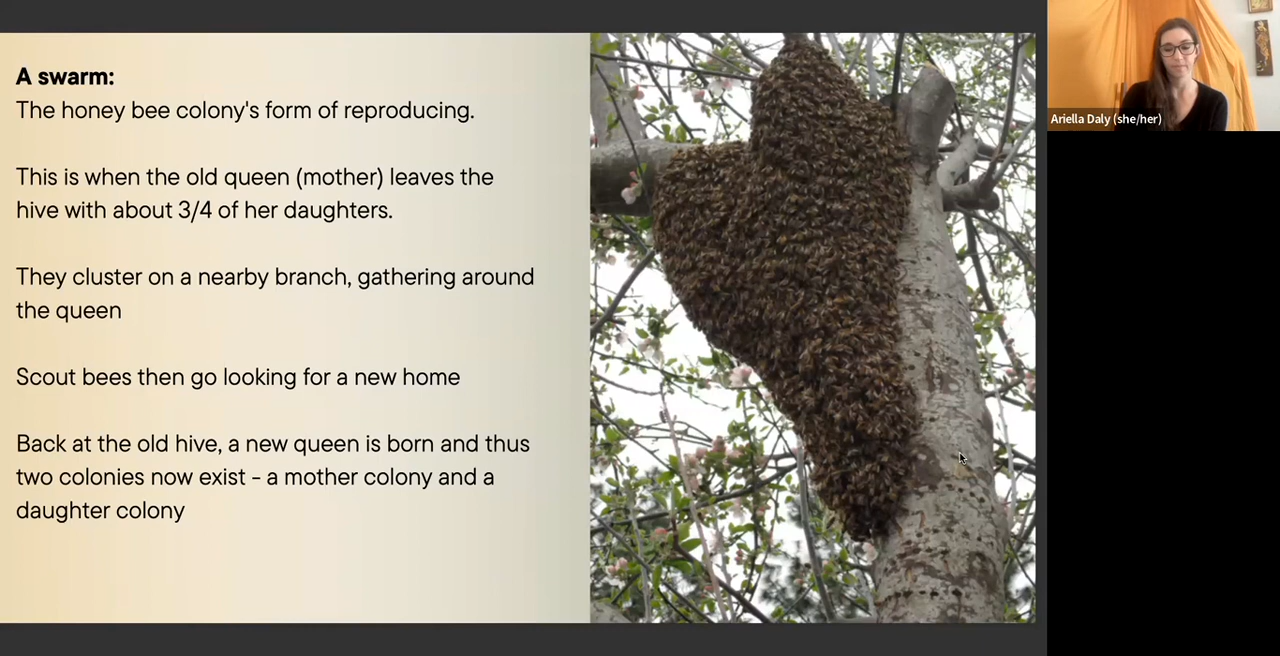 A swarm:
The honey bee colony's form of reproducing.
This is when the old queen (mother) leaves the
hive with about 3/4 of her daughters.
They cluster on a nearby branch, gathering around
the queen
Scout bees then go looking for a new home
Back at the old hive, a new queen is born and thus
two colonies now exist - a mother colony and a
daughter colony
Ariella Daly (she/her)